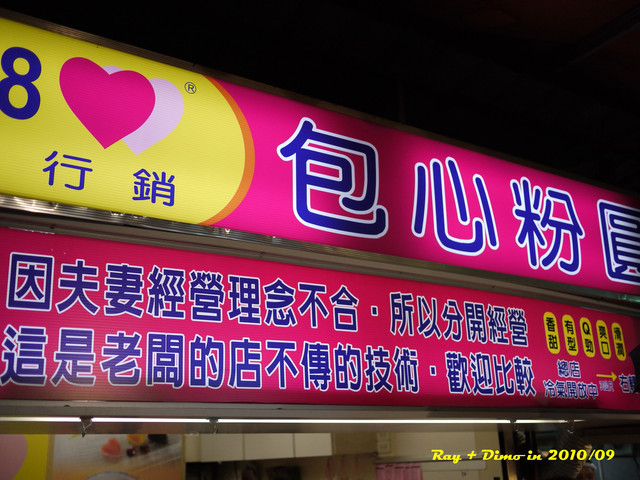 8
®
行銷
包心粉圓
因夫妻經營理念不合·所以分開經營
這是老闆的店不傳的技術·歡迎比較
香甜
有型
Q勁
爽口
總店
冷氣開放中
→右
Ray + Dimo in 2010/09